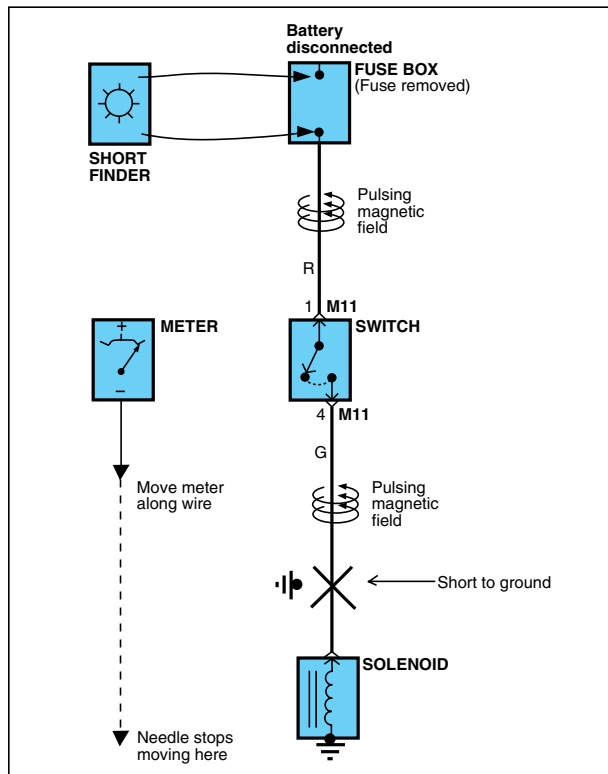 Battery
disconnected
FUSE BOX
(Fuse removed)
SHORT
FINDER
Pulsing
magnetic
field
R
1 M11
METER
SWITCH
+
–
4 M11
G
Move meter
along wire
Pulsing
magnetic
field
Short to ground
SOLENOID
Needle stops
moving here